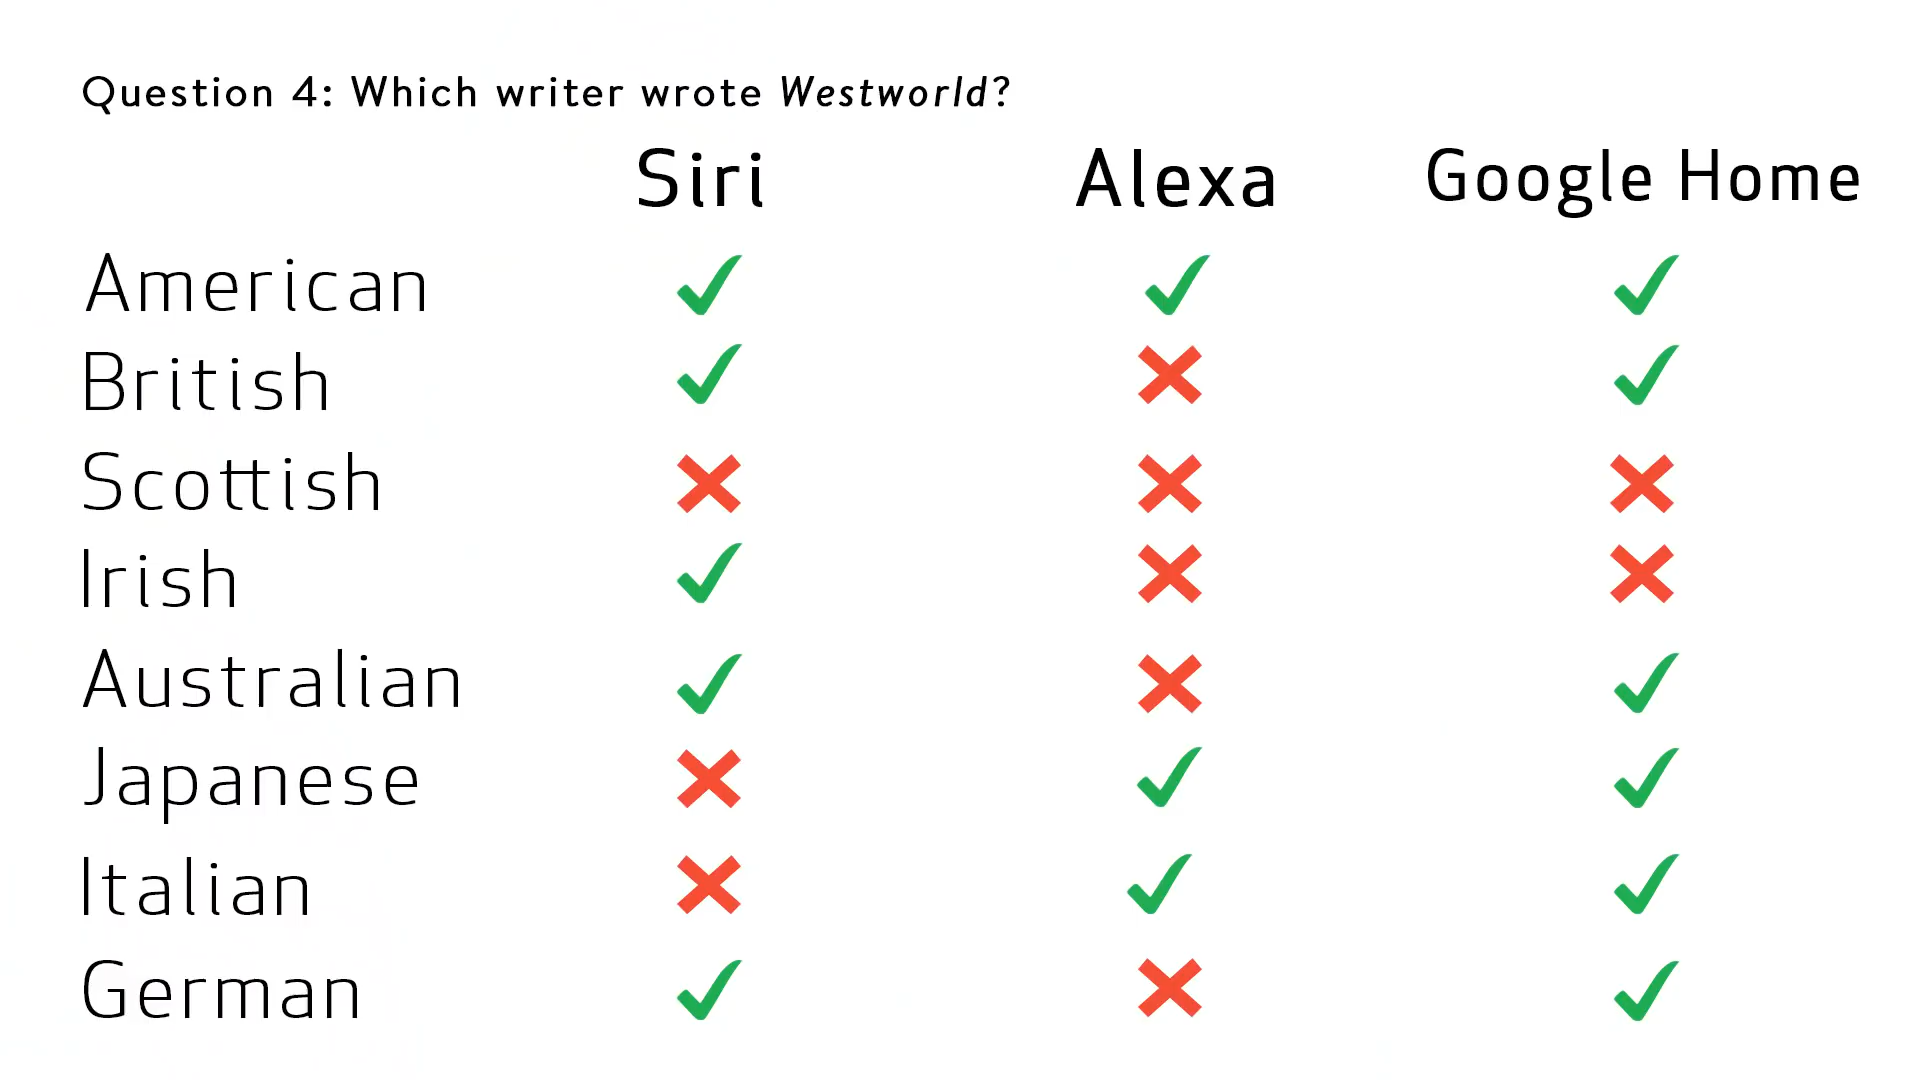 Question 4: Which writer wrote Westworld?
Siri Alexa Google Home
American
British
Scottish
Irish
Australian
Japanese
Italian
German